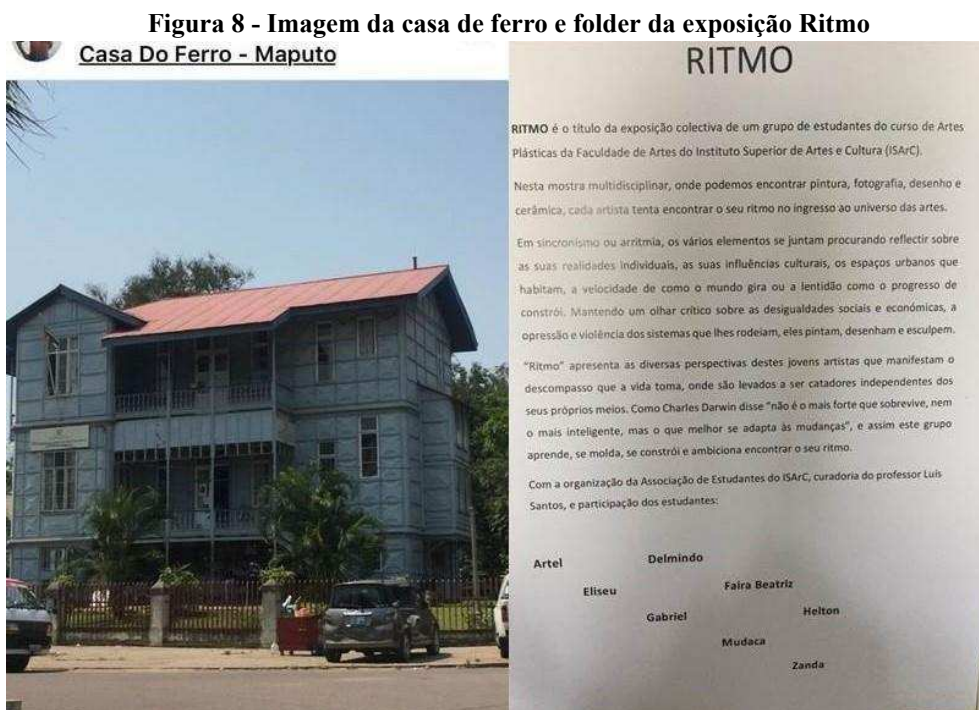 Figura 8 - Imagem da casa de ferro e folder da exposição Ritmo
Casa Do Ferro - Maputo
RITMO
RITMO é o título da exposição colectiva de um grupo de estudantes do curso de Artes
Plásticas da Faculdade de Artes do Instituto Superior de Artes e Cultura (ISArC).
Nesta mostra multidisciplinar, onde podemos encontrar pintura, fotografia, desenho e
cerâmica, cada artista tenta encontrar o seu ritmo no ingresso ao universo das artes.
Em sincronismo ou arritmia, os vários elementos se juntam procurando reflectir sobre
as suas realidades individuais, as suas influências culturais, os espaços urbanos que
habitam, a velocidade de como o mundo gira ou a lentidão como o progresso de
constrói. Mantendo um olhar crítico sobre as desigualdades sociais e económicas, a
opressão e violência dos sistemas que lhes rodeiam, eles pintam, desenham e esculpem.
"Ritmo" apresenta as diversas perspectivas destes jovens artistas que manifestam o
descompasso que a vida toma, onde são levados a ser catadores independentes dos
seus próprios meios. Como Charles Darwin disse "não é o mais forte que sobrevive, nem
o mais inteligente, mas o que melhor se adapta às mudanças", e assim este grupo
aprende, se molda, se constrói e ambiciona encontrar o seu ritmo.
Com a organização da Associação de Estudantes do ISArC, curadoria do professor Luís
Santos, e participação dos estudantes:
Artel
Delmindo
Eliseu
Faira Beatriz
Gabriel
Helton
Mudaca
Zanda